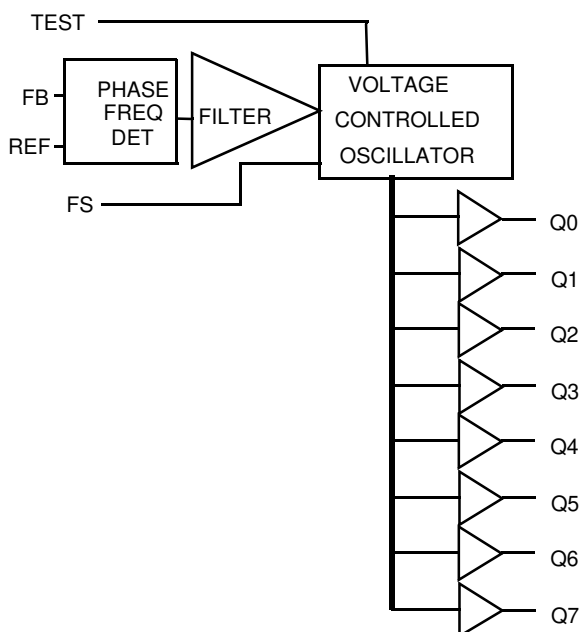 TEST
FB
REF
PHASE
FREQ
DET
FILTER
VOLTAGE
CONTROLLED
OSCILLATOR
FS
Q0
Q1
Q2
Q3
Q4
Q5
Q6
Q7